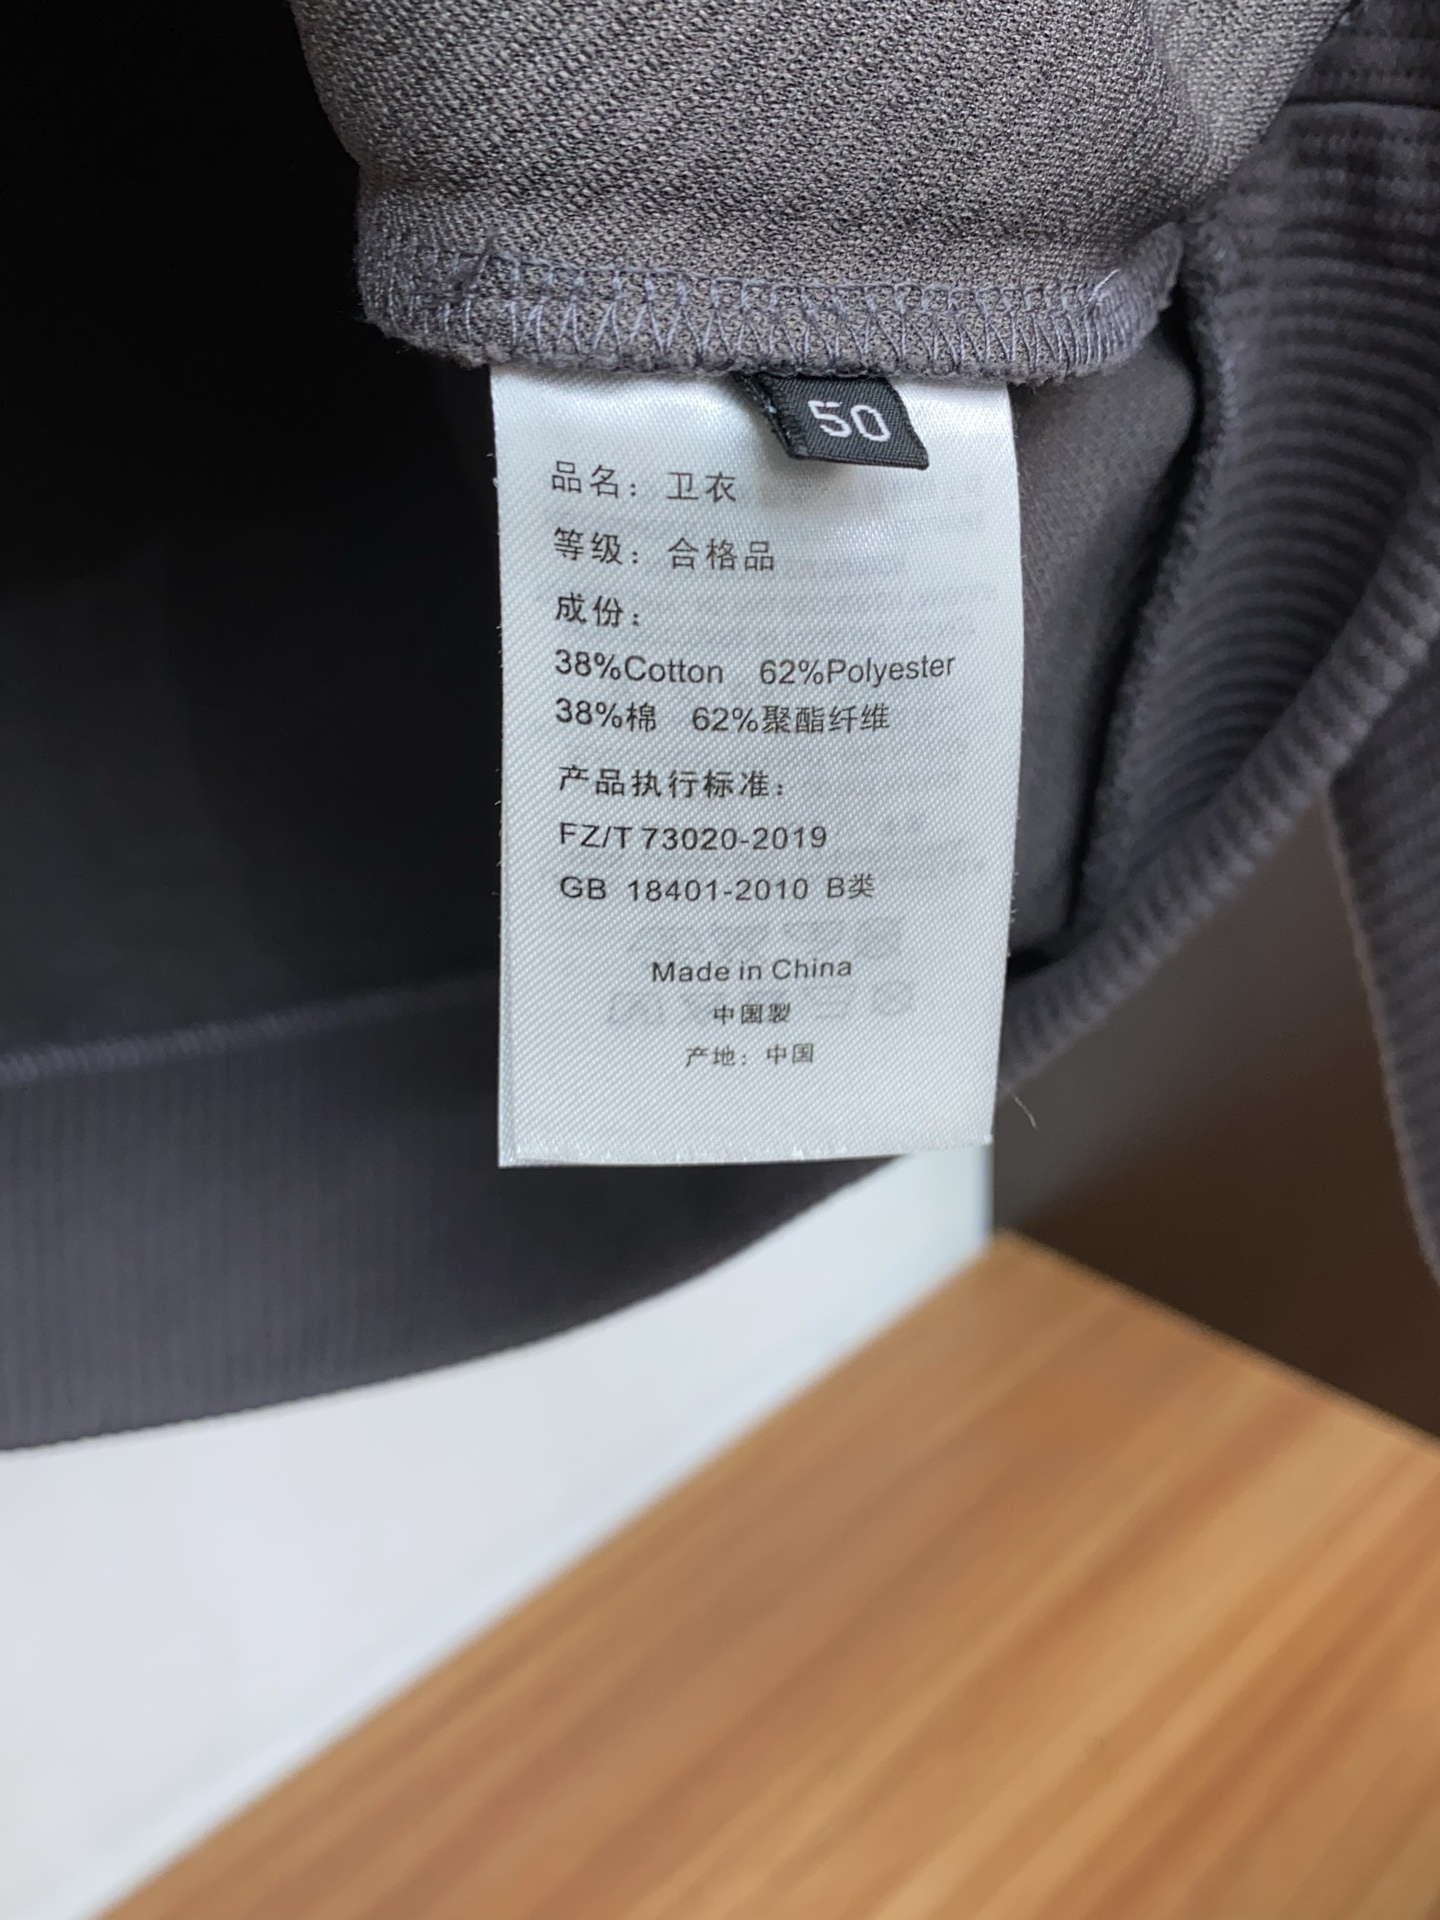 50
品名：卫衣
等级：合格品
成份：
38%Cotton 62%Polyester
38%棉 62%聚酯纤维
产品执行标准：
FZ/T 73020-2019
GB 18401-2010 B类
Made in China
中国製
产地：中国